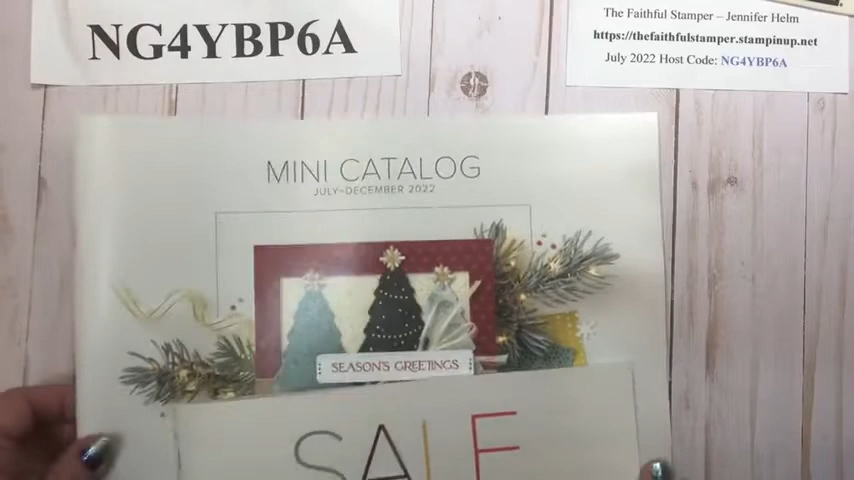 NG4YBP6A
The Faithful Stamper – Jennifer Helm
https://thefaithfulstamper.stampinup.net
July 2022 Host Code: NG4YBP6A
MINI CATALOG
JULY–DECEMBER 2022
SEASON'S GREETINGS
SALE